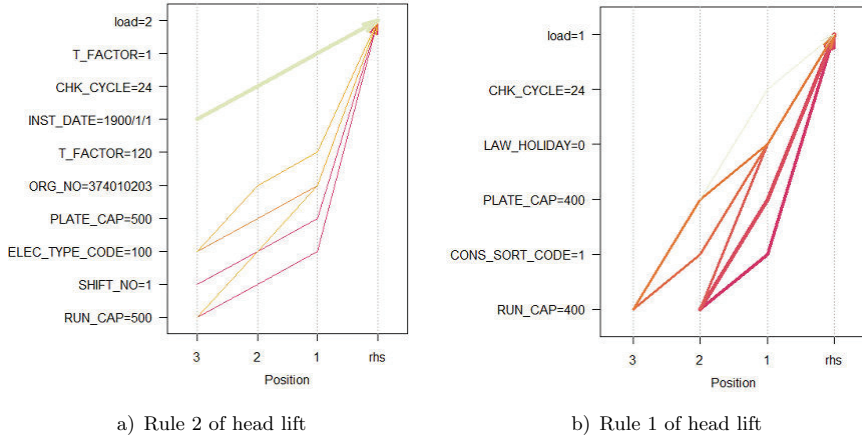 load=2
T_FACTOR=1
CHK_CYCLE=24
INST_DATE=1900/1/1
T_FACTOR=120
ORG_NO=374010203
PLATE_CAP=500
ELEC_TYPE_CODE=100
SHIFT_NO=1
RUN_CAP=500
3 2 1 rhs
Position
a) Rule 2 of head lift
load=1
CHK_CYCLE=24
LAW_HOLIDAY=0
PLATE_CAP=400
CONS_SORT_CODE=1
RUN_CAP=400
3 2 1 rhs
Position
b) Rule 1 of head lift